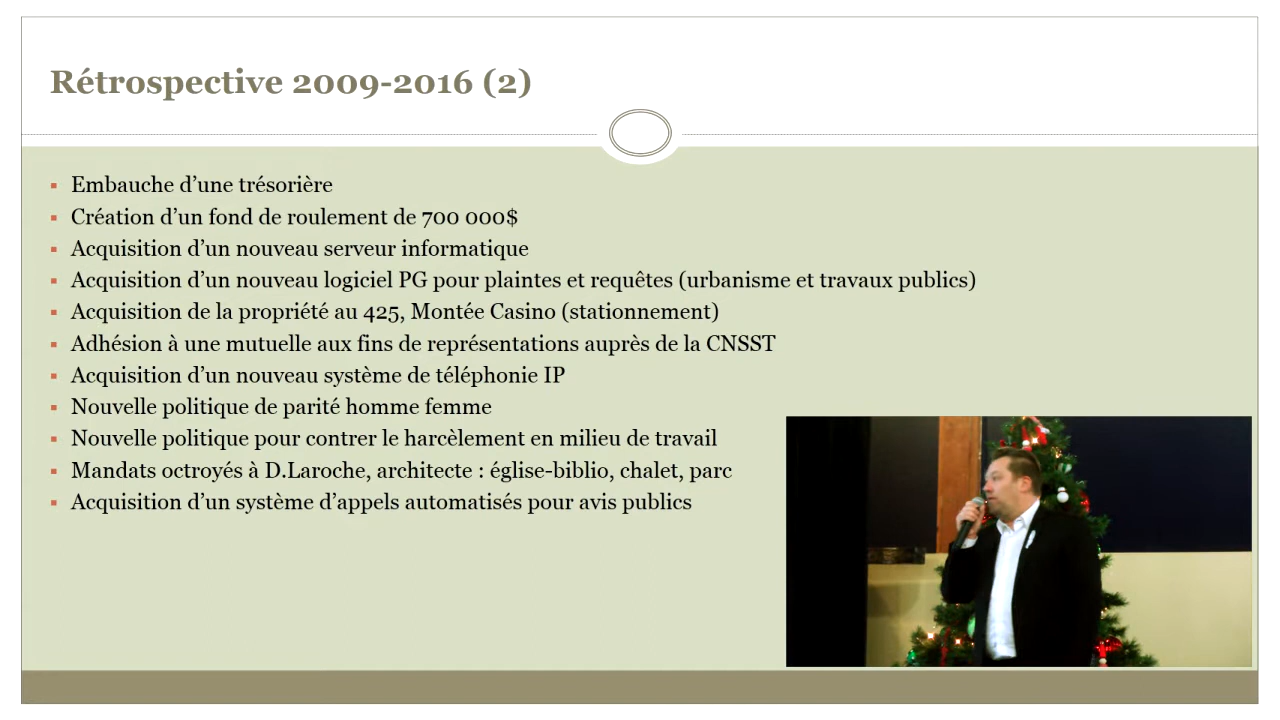 Rétrospective 2009-2016 (2)
Embauche d’une trésorière
Création d’un fond de roulement de 700 000$
Acquisition d’un nouveau serveur informatique
Acquisition d’un nouveau logiciel PG pour plaintes et requêtes (urbanisme et travaux publics)
Acquisition de la propriété au 425, Montée Casino (stationnement)
Adhésion à une mutuelle aux fins de représentations auprès de la CNSST
Acquisition d’un nouveau système de téléphonie IP
Nouvelle politique de parité homme femme
Nouvelle politique pour contrer le harcèlement en milieu de travail
Mandats octroyés à D.Laroche, architecte : église-biblio, chalet, parc
Acquisition d’un système d’appels automatisés pour avis publics